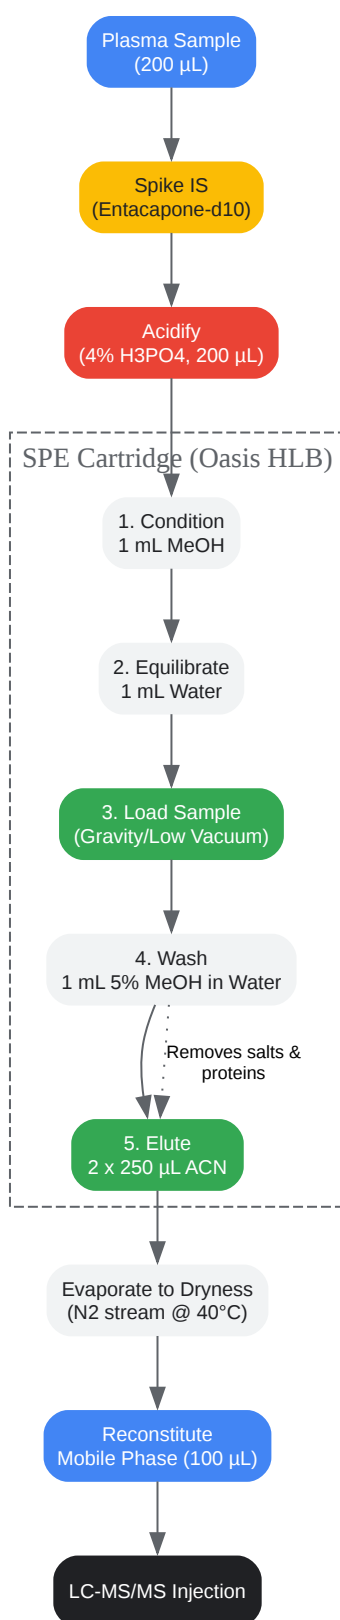 Plasma Sample
(200 µL)
Spike IS
(Entacapone-d10)
Acidify
(4% H3PO4, 200 µL)
SPE Cartridge (Oasis HLB)
1. Condition
1 mL MeOH
2. Equilibrate
1 mL Water
3. Load Sample
(Gravity/Low Vacuum)
4. Wash
1 mL 5% MeOH in Water
Removes salts &
proteins
5. Elute
2 x 250 µL ACN
Evaporate to Dryness
(N2 stream @ 40°C)
Reconstitute
Mobile Phase (100 µL)
LC-MS/MS Injection